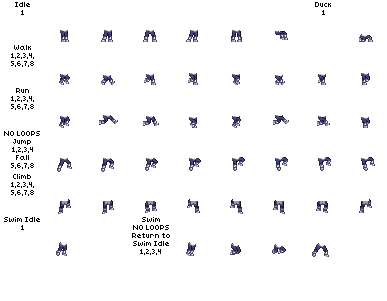 Idle
1
Duck
1
Walk
1,2,3,4,
5,6,7,8
Run
1,2,3,4,
5,6,7,8
NO LOOPS
Jump
1,2,3,4
Fall
5,6,7,8
Climb
1,2,3,4,
5,6,7,8
Swim Idle
1
Swim
NO LOOPS
Return to
Swim Idle
1,2,3,4